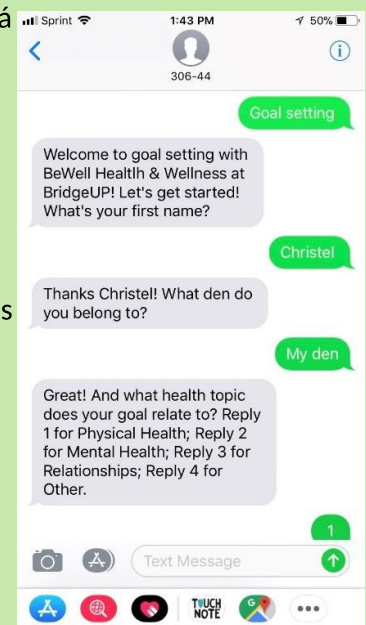 á
Sprint
1:43 PM
50%
306-44
Goal setting
Welcome to goal setting with
BeWell Healtlh & Wellness at
BridgeUP! Let's get started!
What's your first name?
Christel
Thanks Christel! What den do
you belong to?
s
My den
Great! And what health topic
does your goal relate to? Reply
1 for Physical Health; Reply 2
for Mental Health; Reply 3 for
Relationships; Reply 4 for
Other.
1
Text Message
TOUCH
NOTE